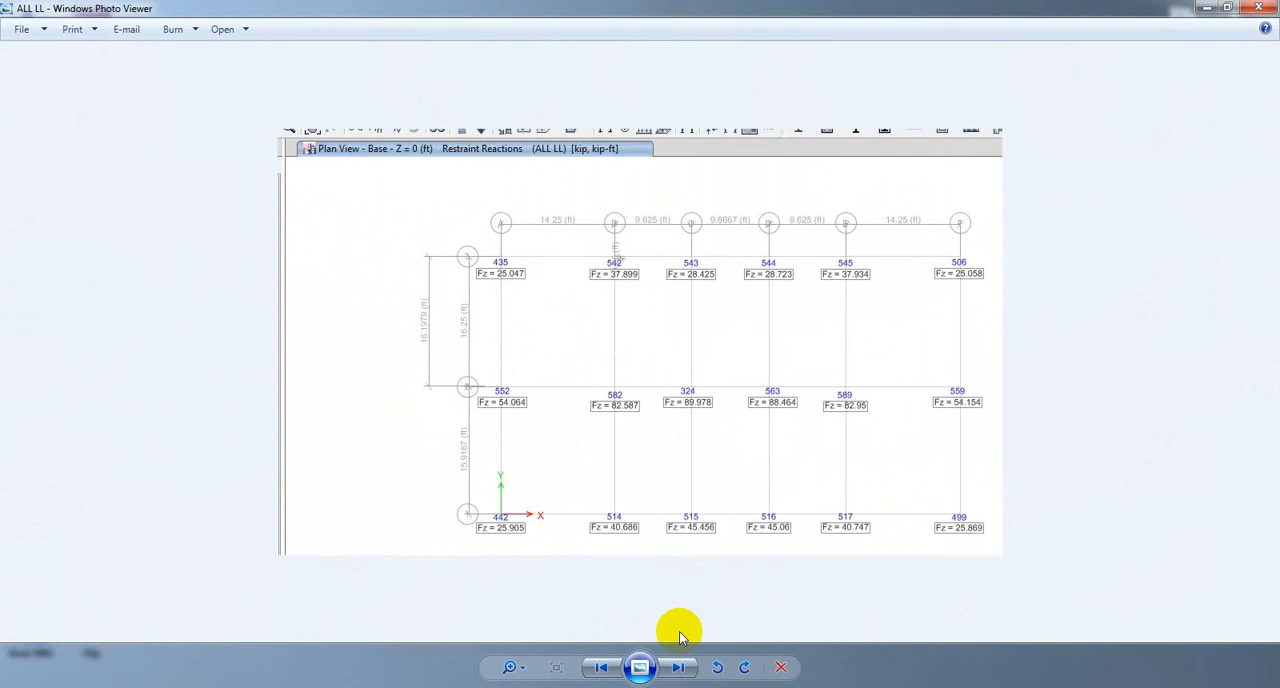 ALL LL - Windows Photo Viewer
File Print E-mail Burn Open
Plan View - Base - Z = 0 (ft) Restraint Reactions (ALL LL) [kip, kip-ft]
14.25 (ft) 9.625 (ft) 9.6667 (ft) 9.625 (ft) 14.25 (ft)
435 542 543 544 545 506
Fz = 25.047 Fz = 37.899 Fz = 28.425 Fz = 28.723 Fz = 37.934 Fz = 25.058
16.1979 (ft) 16.25 (ft)
552 582 324 563 589 559
Fz = 54.064 Fz = 82.587 Fz = 89.978 Fz = 88.464 Fz = 82.95 Fz = 54.154
15.9167 (ft)
Y
X
442 514 515 516 517 499
Fz = 25.905 Fz = 40.686 Fz = 45.456 Fz = 45.06 Fz = 40.747 Fz = 25.869